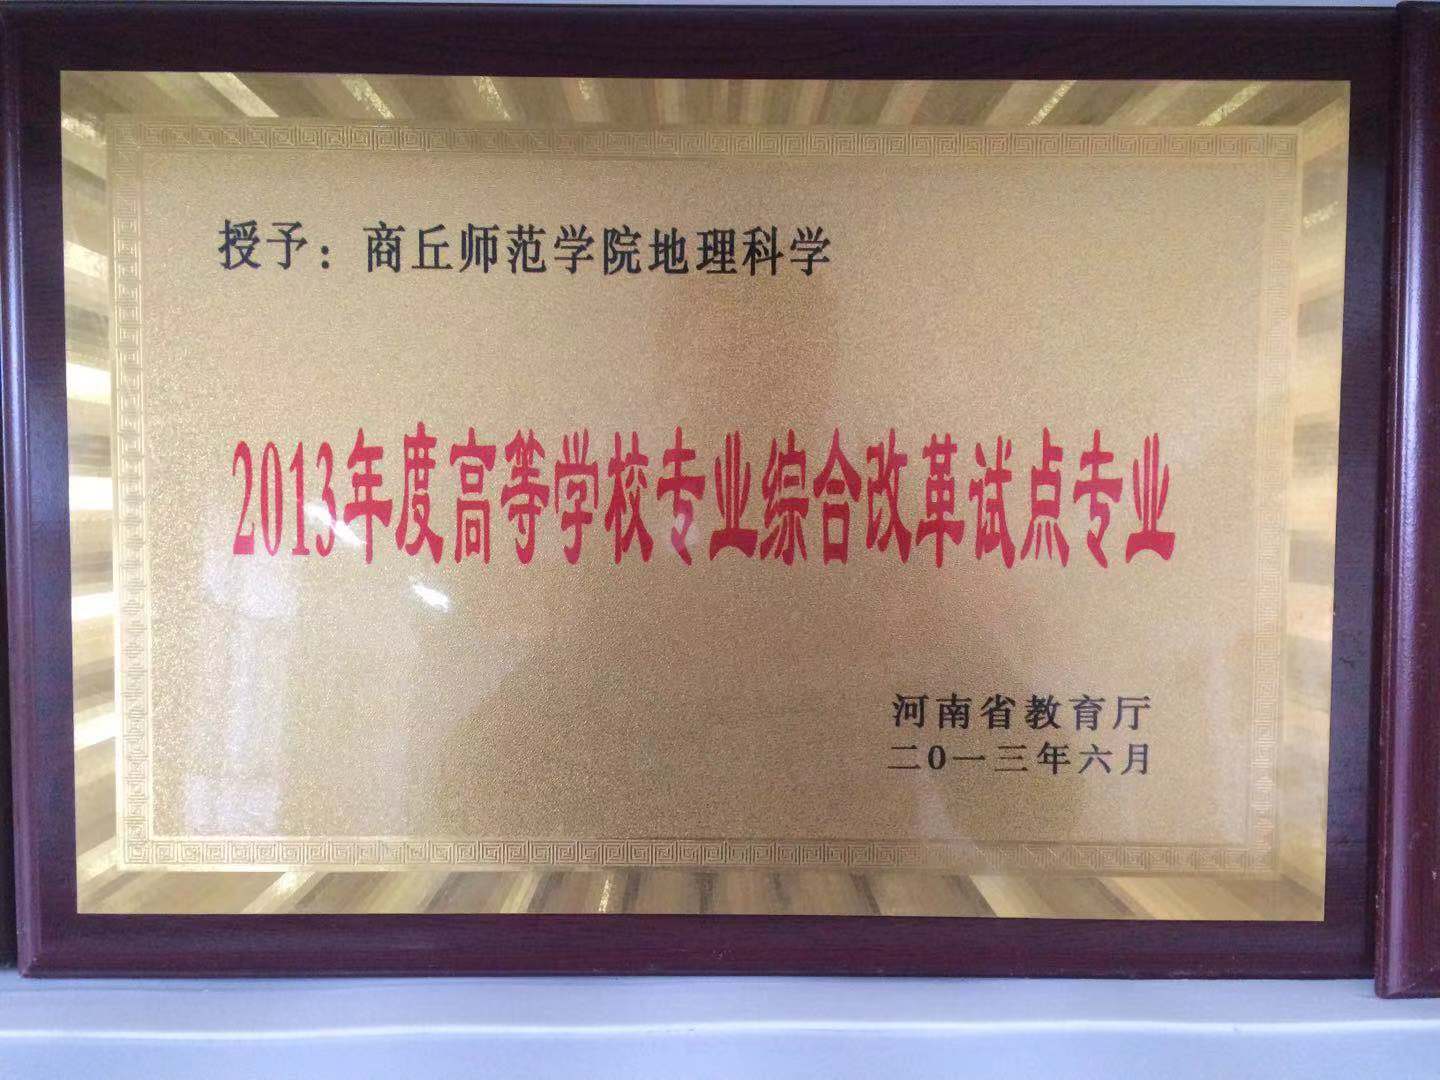 授予：商丘师范学院地理科学
2013年度高等学校专业综合改革试点专业
河南省教育厅
二0一三年六月